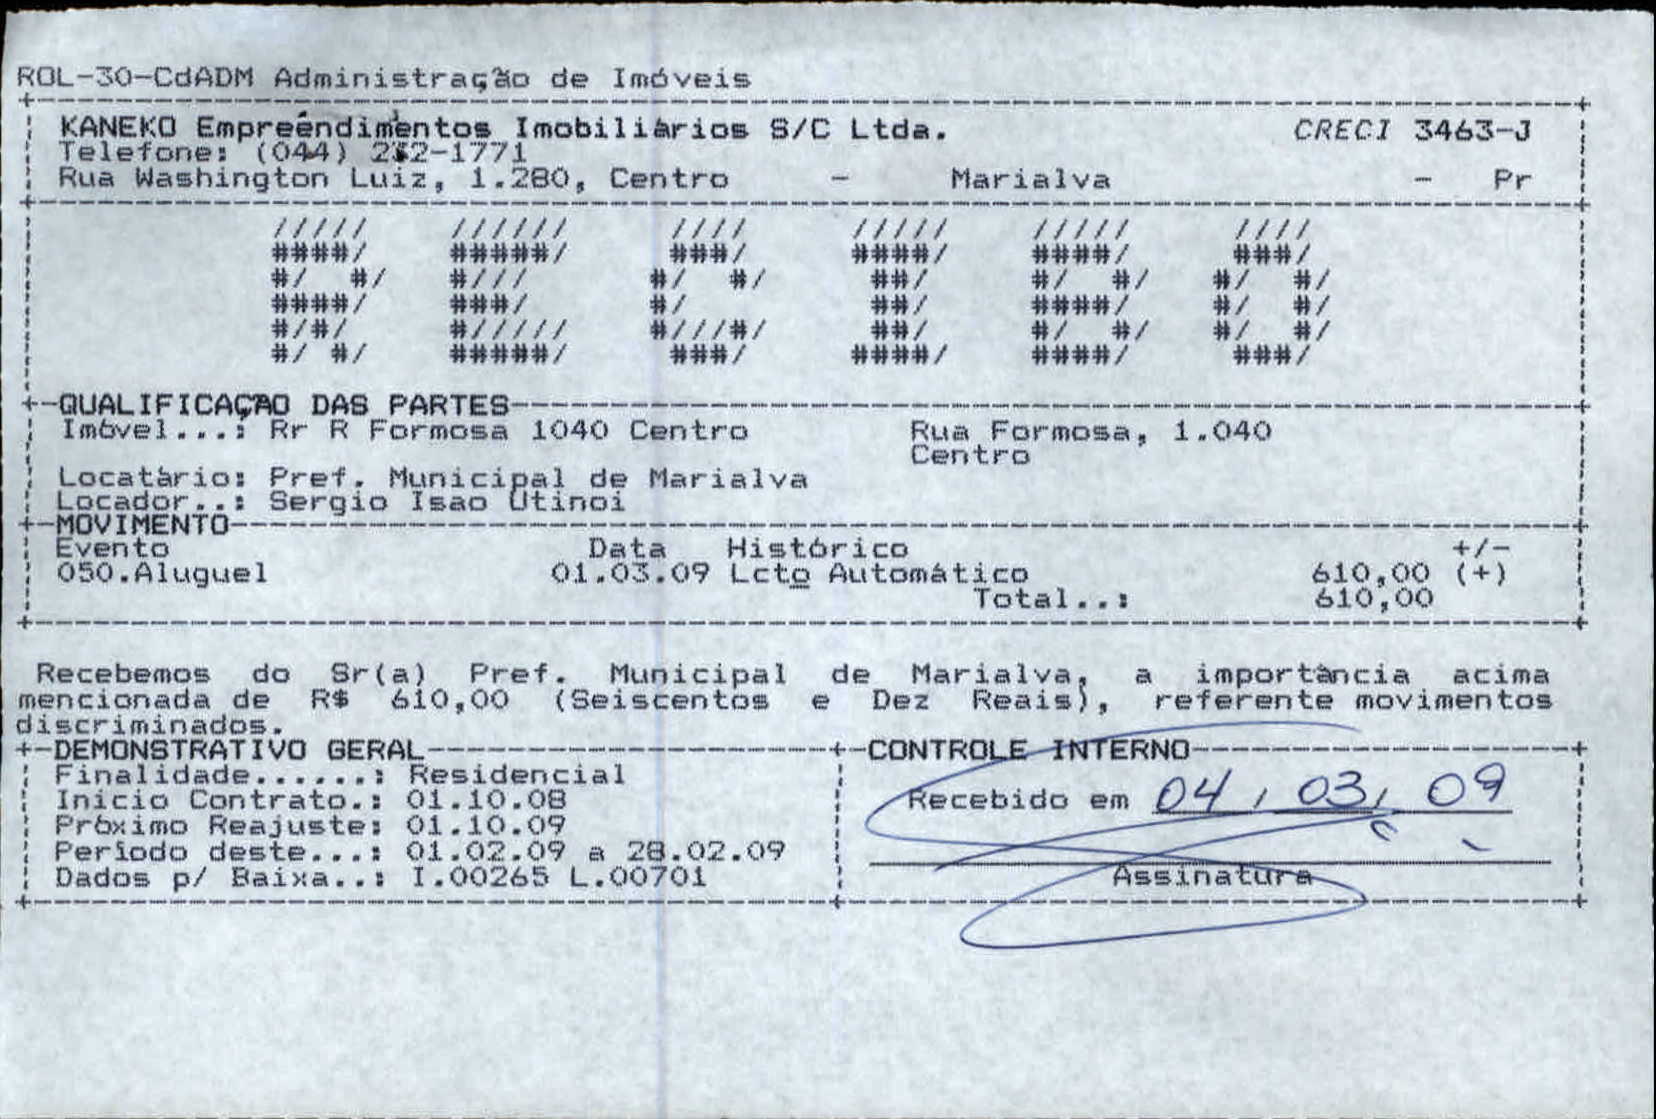 ROL-30-CdADM Administração de Imóveis
KANEKO Empreendimentos Imobiliários S/C Ltda. CRECI 3463-J
Telefone: (044) 232-1771
Rua Washington Luiz, 1.280, Centro - Marialva - Pr
RECIBO
QUALIFICAÇÃO DAS PARTES
Imóvel...: Rr R Formosa 1040 Centro Rua Formosa, 1.040
Centro
Locatário: Pref. Municipal de Marialva
Locador..: Sergio Isao Utinoi
MOVIMENTO
Evento Data Histórico +/-
050.Aluguel 01.03.09 Lcto Automático 610,00 (+)
Total..: 610,00
Recebemos do Sr(a) Pref. Municipal de Marialva, a importância acima
mencionada de R$ 610,00 (Seiscentos e Dez Reais), referente movimentos
discriminados.
DEMONSTRATIVO GERAL CONTROLE INTERNO
Finalidade......: Residencial
Início Contrato.: 01.10.08 Recebido em 04, 03, 09
Próximo Reajuste: 01.10.09
Período deste...: 01.02.09 a 28.02.09
Dados p/ Baixa..: I.00265 L.00701 Assinatura